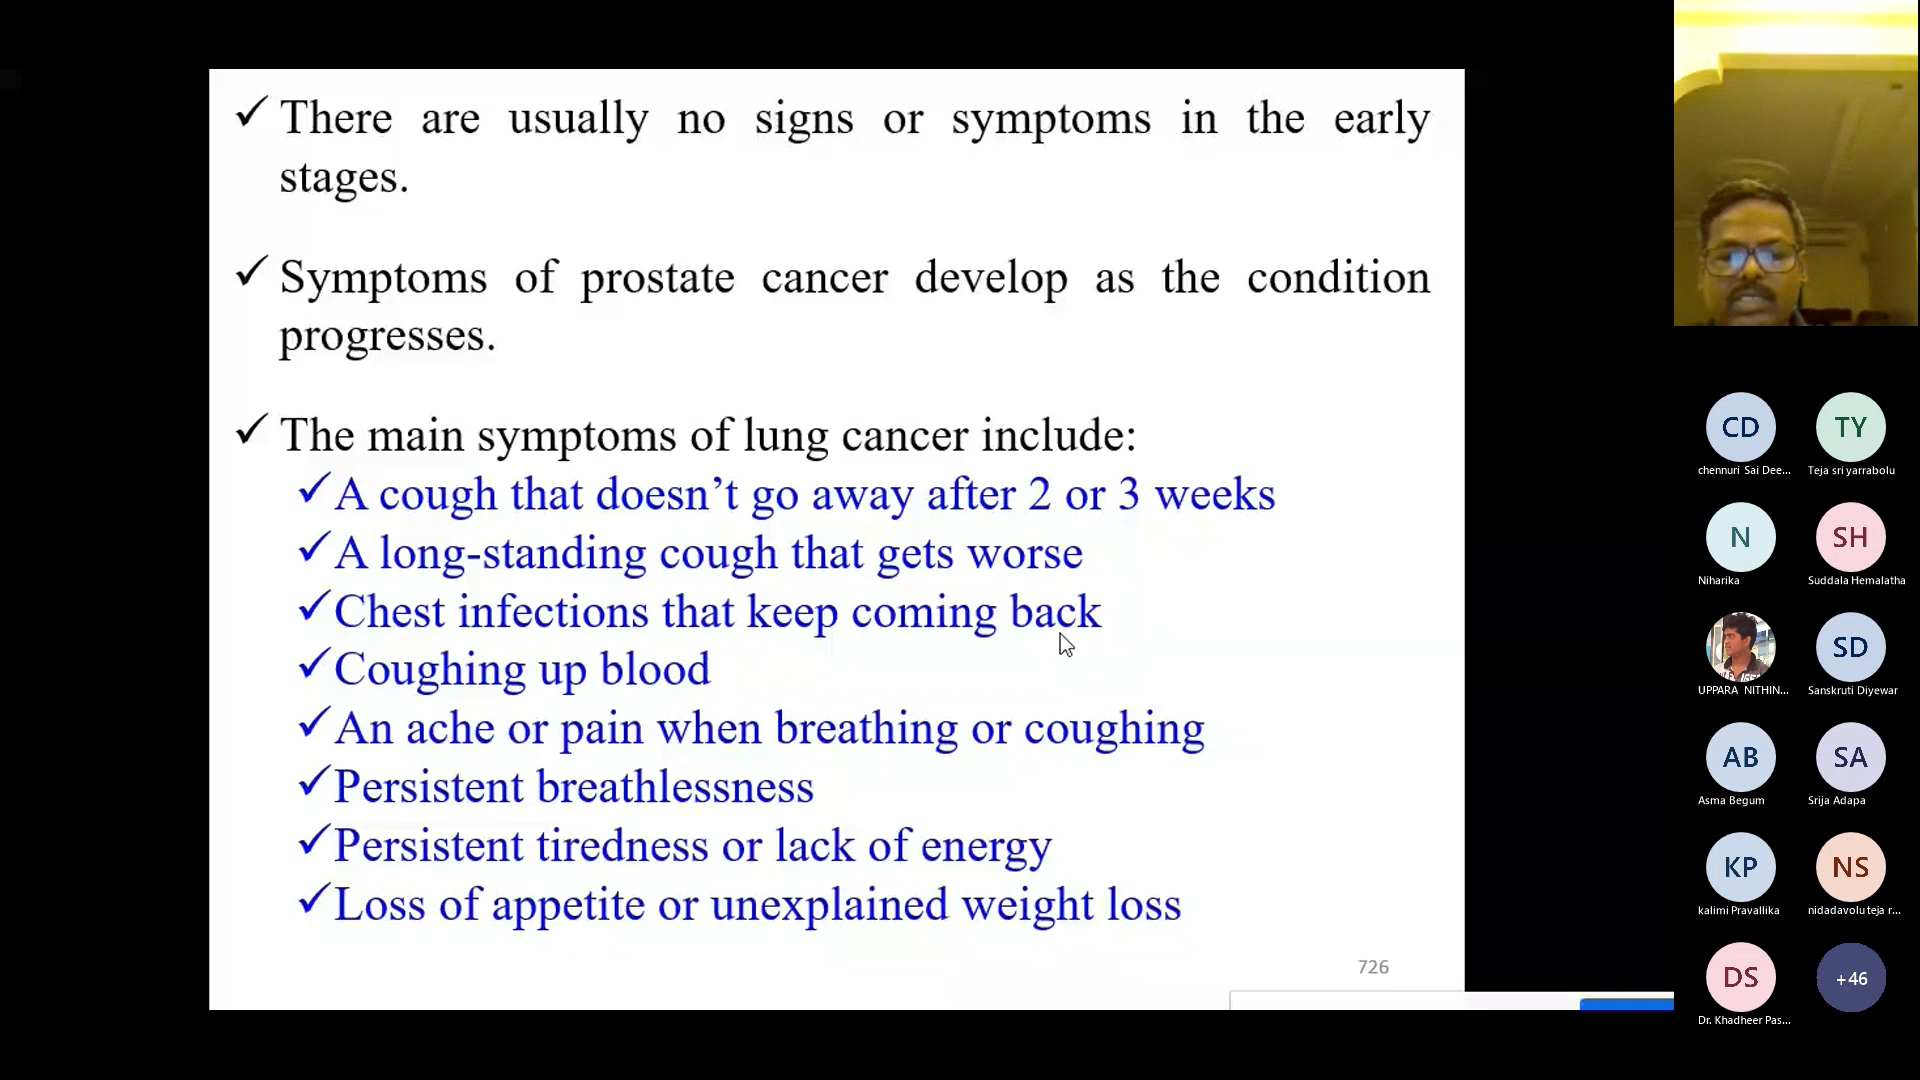 ✓ There are usually no signs or symptoms in the early
stages.
✓ Symptoms of prostate cancer develop as the condition
progresses.
✓ The main symptoms of lung cancer include:
✓ A cough that doesn’t go away after 2 or 3 weeks
✓ A long-standing cough that gets worse
✓ Chest infections that keep coming back
✓ Coughing up blood
✓ An ache or pain when breathing or coughing
✓ Persistent breathlessness
✓ Persistent tiredness or lack of energy
✓ Loss of appetite or unexplained weight loss
726
CD TY
chennuri Sai Dee... Teja sri yarrabolu
N SH
Niharika Suddala Hemalatha
SD
UPPARA NITHIN... Sanskruti Diyewar
AB SA
Asma Begum Srija Adapa
KP NS
kalimi Pravallika nidadavolu teja r...
DS +46
Dr. Khadheer Pas...